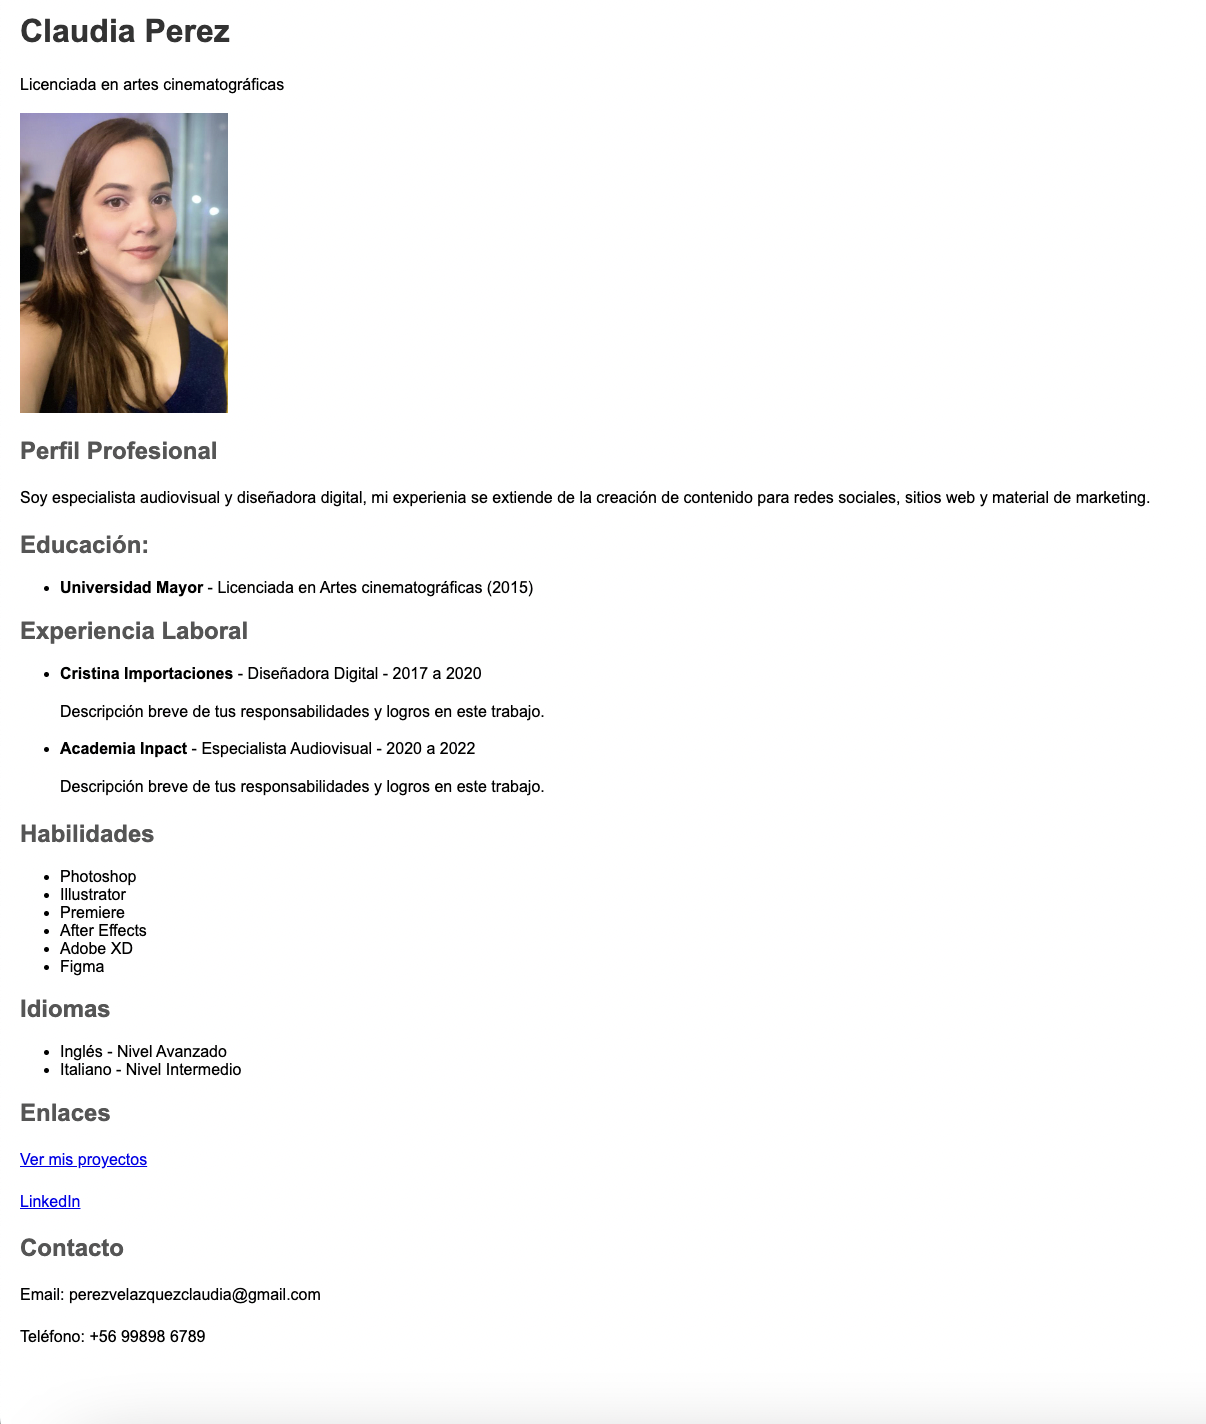 Claudia Perez
Licenciada en artes cinematográficas
Perfil Profesional
Soy especialista audiovisual y diseñadora digital, mi experienia se extiende de la creación de contenido para redes sociales, sitios web y material de marketing.
Educación:
• Universidad Mayor - Licenciada en Artes cinematográficas (2015)
Experiencia Laboral
• Cristina Importaciones - Diseñadora Digital - 2017 a 2020
Descripción breve de tus responsabilidades y logros en este trabajo.
• Academia Inpact - Especialista Audiovisual - 2020 a 2022
Descripción breve de tus responsabilidades y logros en este trabajo.
Habilidades
• Photoshop
• Illustrator
• Premiere
• After Effects
• Adobe XD
• Figma
Idiomas
• Inglés - Nivel Avanzado
• Italiano - Nivel Intermedio
Enlaces
Ver mis proyectos
LinkedIn
Contacto
Email: perezvelazquezclaudia@gmail.com
Teléfono: +56 99898 6789